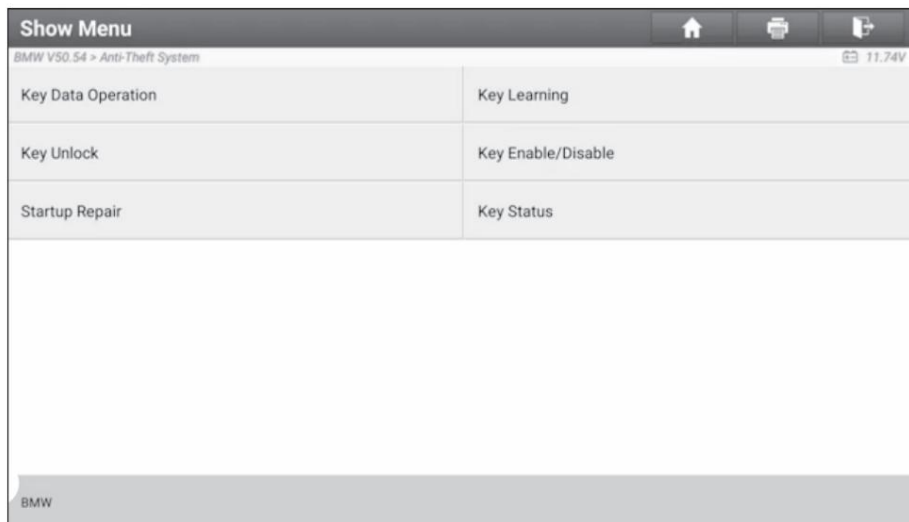 Show Menu
BMW V50.54 > Anti-Theft System 11.74V
Key Data Operation Key Learning
Key Unlock Key Enable/Disable
Startup Repair Key Status
BMW